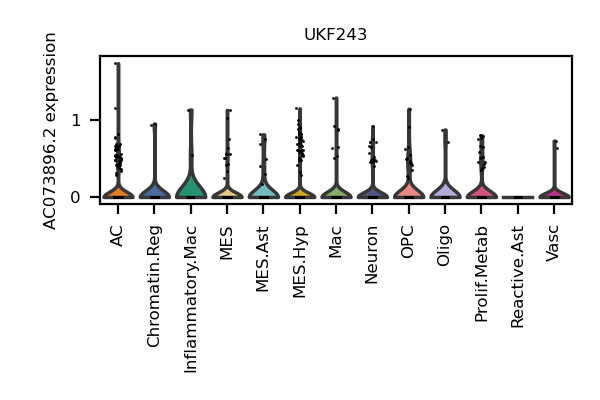 UKF243
AC073896.2 expression
1
0
AC
Chromatin.Reg
Inflammatory.Mac
MES
MES.Ast
MES.Hyp
Mac
Neuron
OPC
Oligo
Prolif.Metab
Reactive.Ast
Vasc